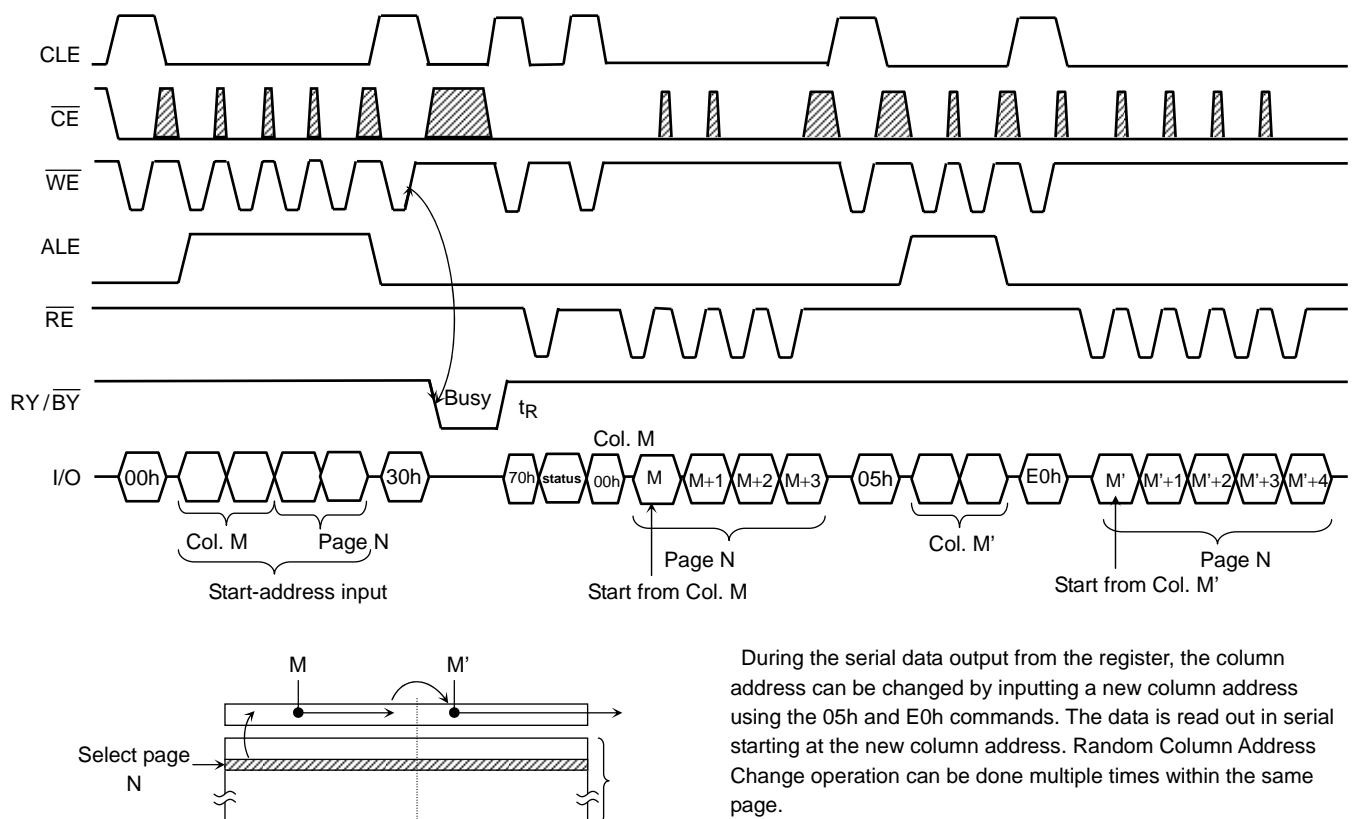 CLE
CE
WE
ALE
RE
RY/BY
Busy
tR
Col. M
I/O
00h
30h
70h
status
00h
M
M+1
M+2
M+3
05h
E0h
M'
M'+1
M'+2
M'+3
M'+4
Col. M
Page N
Page N
Col. M'
Page N
Start-address input
Start from Col. M
Start from Col. M'
M
M'
Select page
N
During the serial data output from the register, the column
address can be changed by inputting a new column address
using the 05h and E0h commands. The data is read out in serial
starting at the new column address. Random Column Address
Change operation can be done multiple times within the same
page.